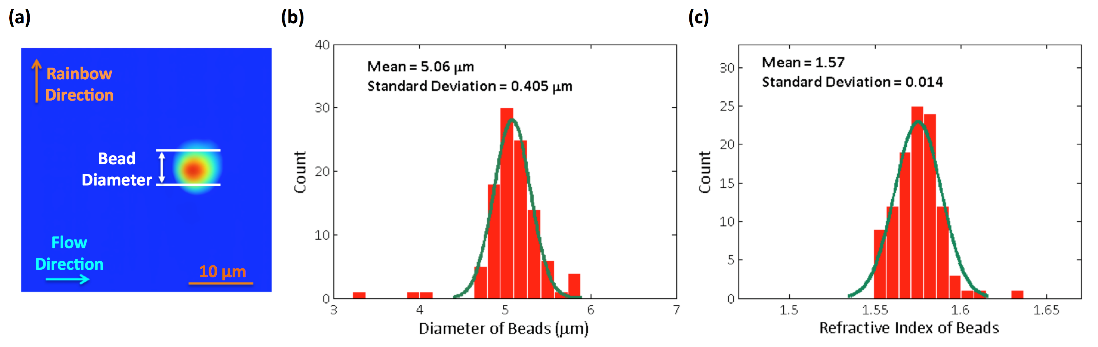 (a)
Rainbow
Direction
Bead
Diameter
Flow
Direction
10 μm
(b)
Mean = 5.06 μm
Standard Deviation = 0.405 μm
Count
40
30
20
10
0
3
4
5
6
7
Diameter of Beads (μm)
(c)
Mean = 1.57
Standard Deviation = 0.014
Count
30
25
20
15
10
5
0
1.5
1.55
1.6
1.65
Refractive Index of Beads